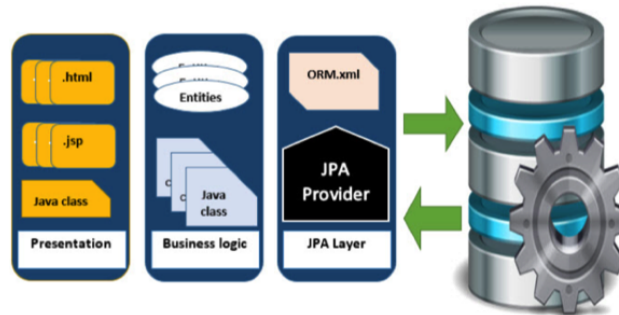 .html
.jsp
Java class
Presentation
Entities
Java
class
Business logic
ORM.xml
JPA
Provider
JPA Layer